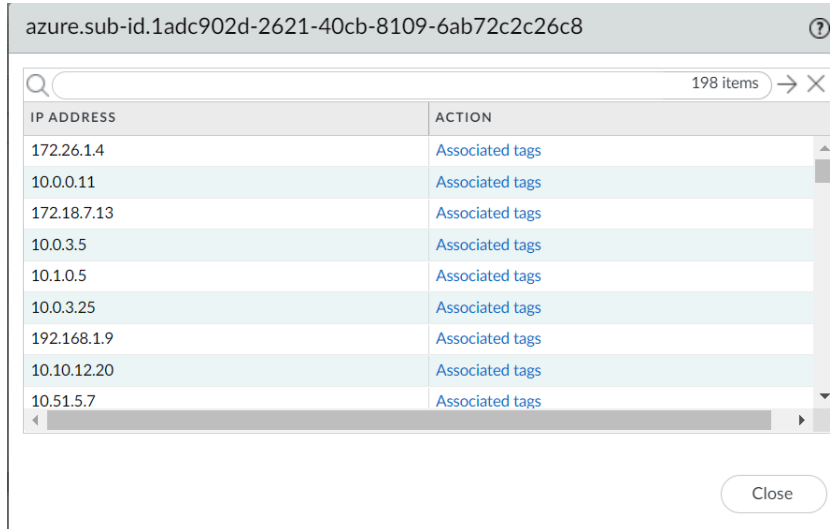 azure.sub-id.1adc902d-2621-40cb-8109-6ab72c2c26c8 ?
198 items
IP ADDRESS ACTION
172.26.1.4 Associated tags
10.0.0.11 Associated tags
172.18.7.13 Associated tags
10.0.3.5 Associated tags
10.1.0.5 Associated tags
10.0.3.25 Associated tags
192.168.1.9 Associated tags
10.10.12.20 Associated tags
10.51.5.7 Associated tags
Close